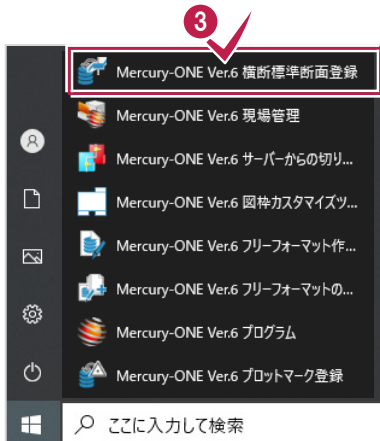 3
Mercury-ONE Ver.6 横断標準断面登録
Mercury-ONE Ver.6 現場管理
Mercury-ONE Ver.6 サーバーからの切り...
Mercury-ONE Ver.6 図枠カスタマイズツ...
Mercury-ONE Ver.6 フリーフォーマット作...
Mercury-ONE Ver.6 フリーフォーマットの...
Mercury-ONE Ver.6 プログラム
Mercury-ONE Ver.6 プロットマーク登録
ここに入力して検索